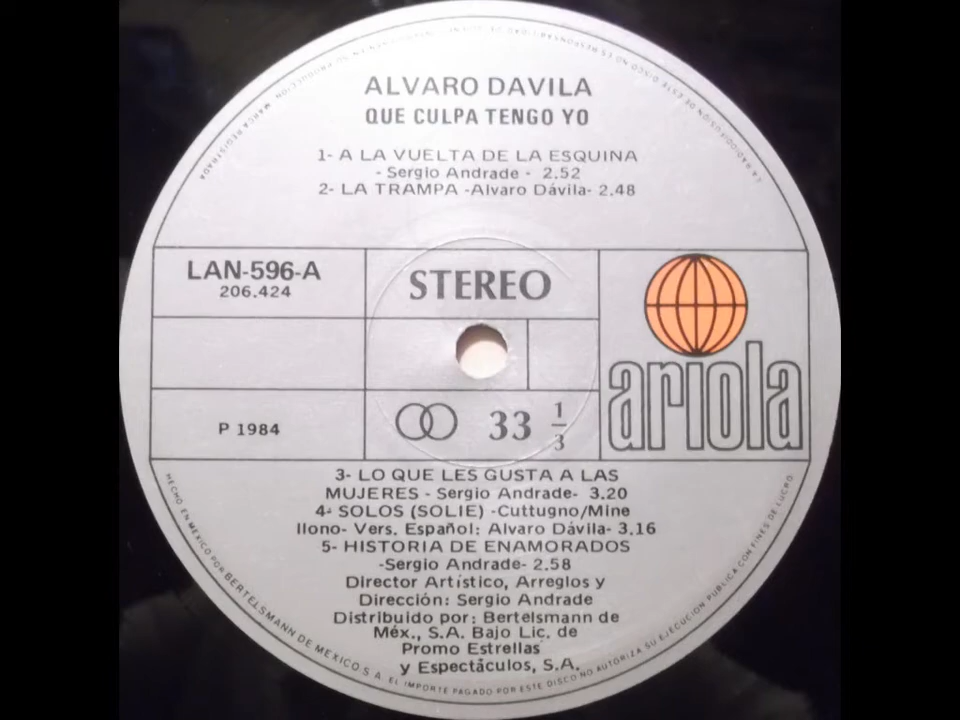 ALVARO DAVILA
QUE CULPA TENGO YO
1- A LA VUELTA DE LA ESQUINA
- Sergio Andrade - 2.52
2- LA TRAMPA -Alvaro Dávila- 2.48
LAN-596-A
206.424
STEREO
P 1984
33 1/3
ariola
3- LO QUE LES GUSTA A LAS
MUJERES - Sergio Andrade- 3.20
4- SOLOS (SOLIE) -Cuttugno/Mine
llono- Vers. Español: Alvaro Dávila- 3.16
5- HISTORIA DE ENAMORADOS
-Sergio Andrade- 2.58
Director Artístico, Arreglos y
Dirección: Sergio Andrade
Distribuido por: Bertelsmann de
Méx., S.A. Bajo Lic. de
Promo Estrellas
y Espectáculos, S.A.
HECHO EN MEXICO POR BERTELSMANN DE MEXICO S A EL IMPORTE PAGADO POR ESTE DISCO NO AUTORIZA SU EJECUCION PUBLICA CON FINES DE LUCRO
MARCA REGISTRADA